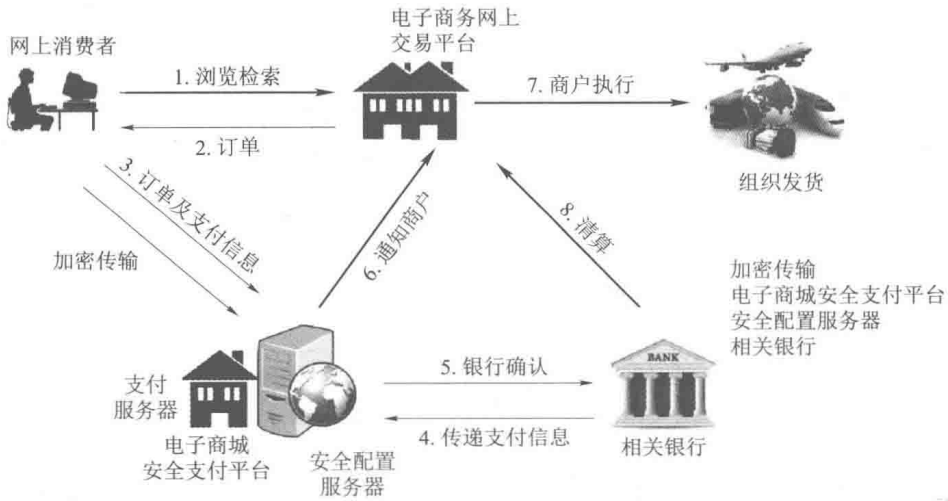 电子商务网上
交易平台
网上消费者
1. 浏览检索
7. 商户执行
2. 订单
3. 订单及支付信息
组织发货
6. 通知商户
8. 清算
加密传输
加密传输
电子商城安全支付平台
安全配置服务器
相关银行
BANK
5. 银行确认
支付
服务器
4. 传递支付信息
电子商城
安全支付平台
安全配置
服务器
相关银行